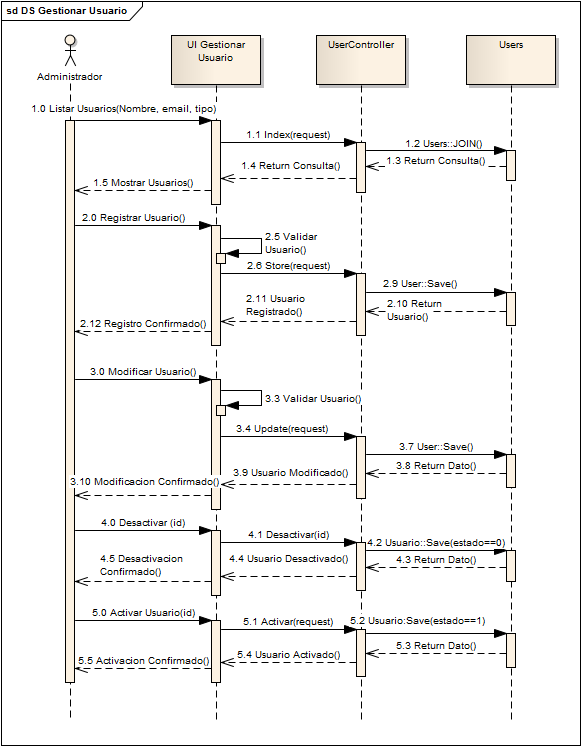 sd DS Gestionar Usuario
UI Gestionar
Usuario
UserController
Users
Administrador
1.0 Listar Usuarios(Nombre, email, tipo)
1.1 Index(request)
1.2 Users::JOIN()
1.3 Return Consulta()
1.4 Return Consulta()
1.5 Mostrar Usuarios()
2.0 Registrar Usuario()
2.5 Validar
Usuario()
2.6 Store(request)
2.9 User::Save()
2.10 Return
Usuario()
2.11 Usuario
Registrado()
2.12 Registro Confirmado()
3.0 Modificar Usuario()
3.3 Validar Usuario()
3.4 Update(request)
3.7 User::Save()
3.8 Return Dato()
3.9 Usuario Modificado()
3.10 Modificacion Confirmado()
4.0 Desactivar (id)
4.1 Desactivar(id)
4.2 Usuario::Save(estado==0)
4.3 Return Dato()
4.4 Usuario Desactivado()
4.5 Desactivacion
Confirmado()
5.0 Activar Usuario(id)
5.1 Activar(request)
5.2 Usuario:Save(estado==1)
5.3 Return Dato()
5.4 Usuario Activado()
5.5 Activacion Confirmado()